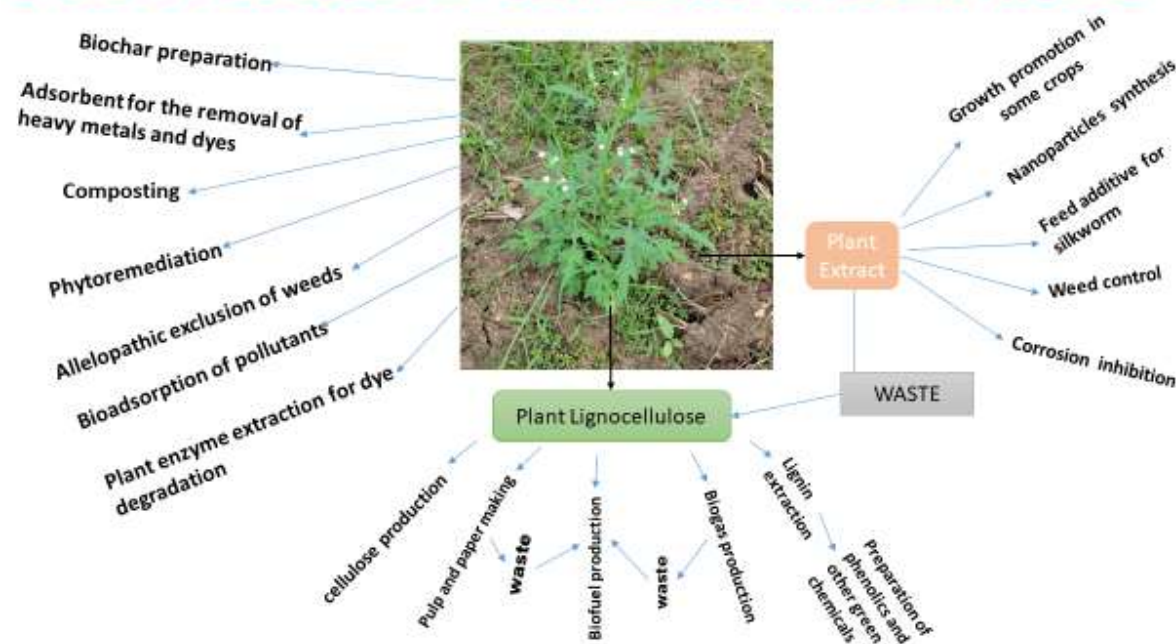 Biochar preparation
Adsorbent for the removal of
heavy metals and dyes
Composting
Phytoremediation
Allelopathic exclusion of weeds
Bioadsorption of pollutants
Plant enzyme extraction for dye
degradation
Growth promotion in
some crops
Nanoparticles synthesis
Feed additive for
silkworm
Weed control
Corrosion inhibition
Plant
Extract
WASTE
Plant Lignocellulose
cellulose production
Pulp and paper making
waste
Biofuel production
waste
Biogas production
Lignin
extraction
Preparation of
phenolics and
other green
chemicals